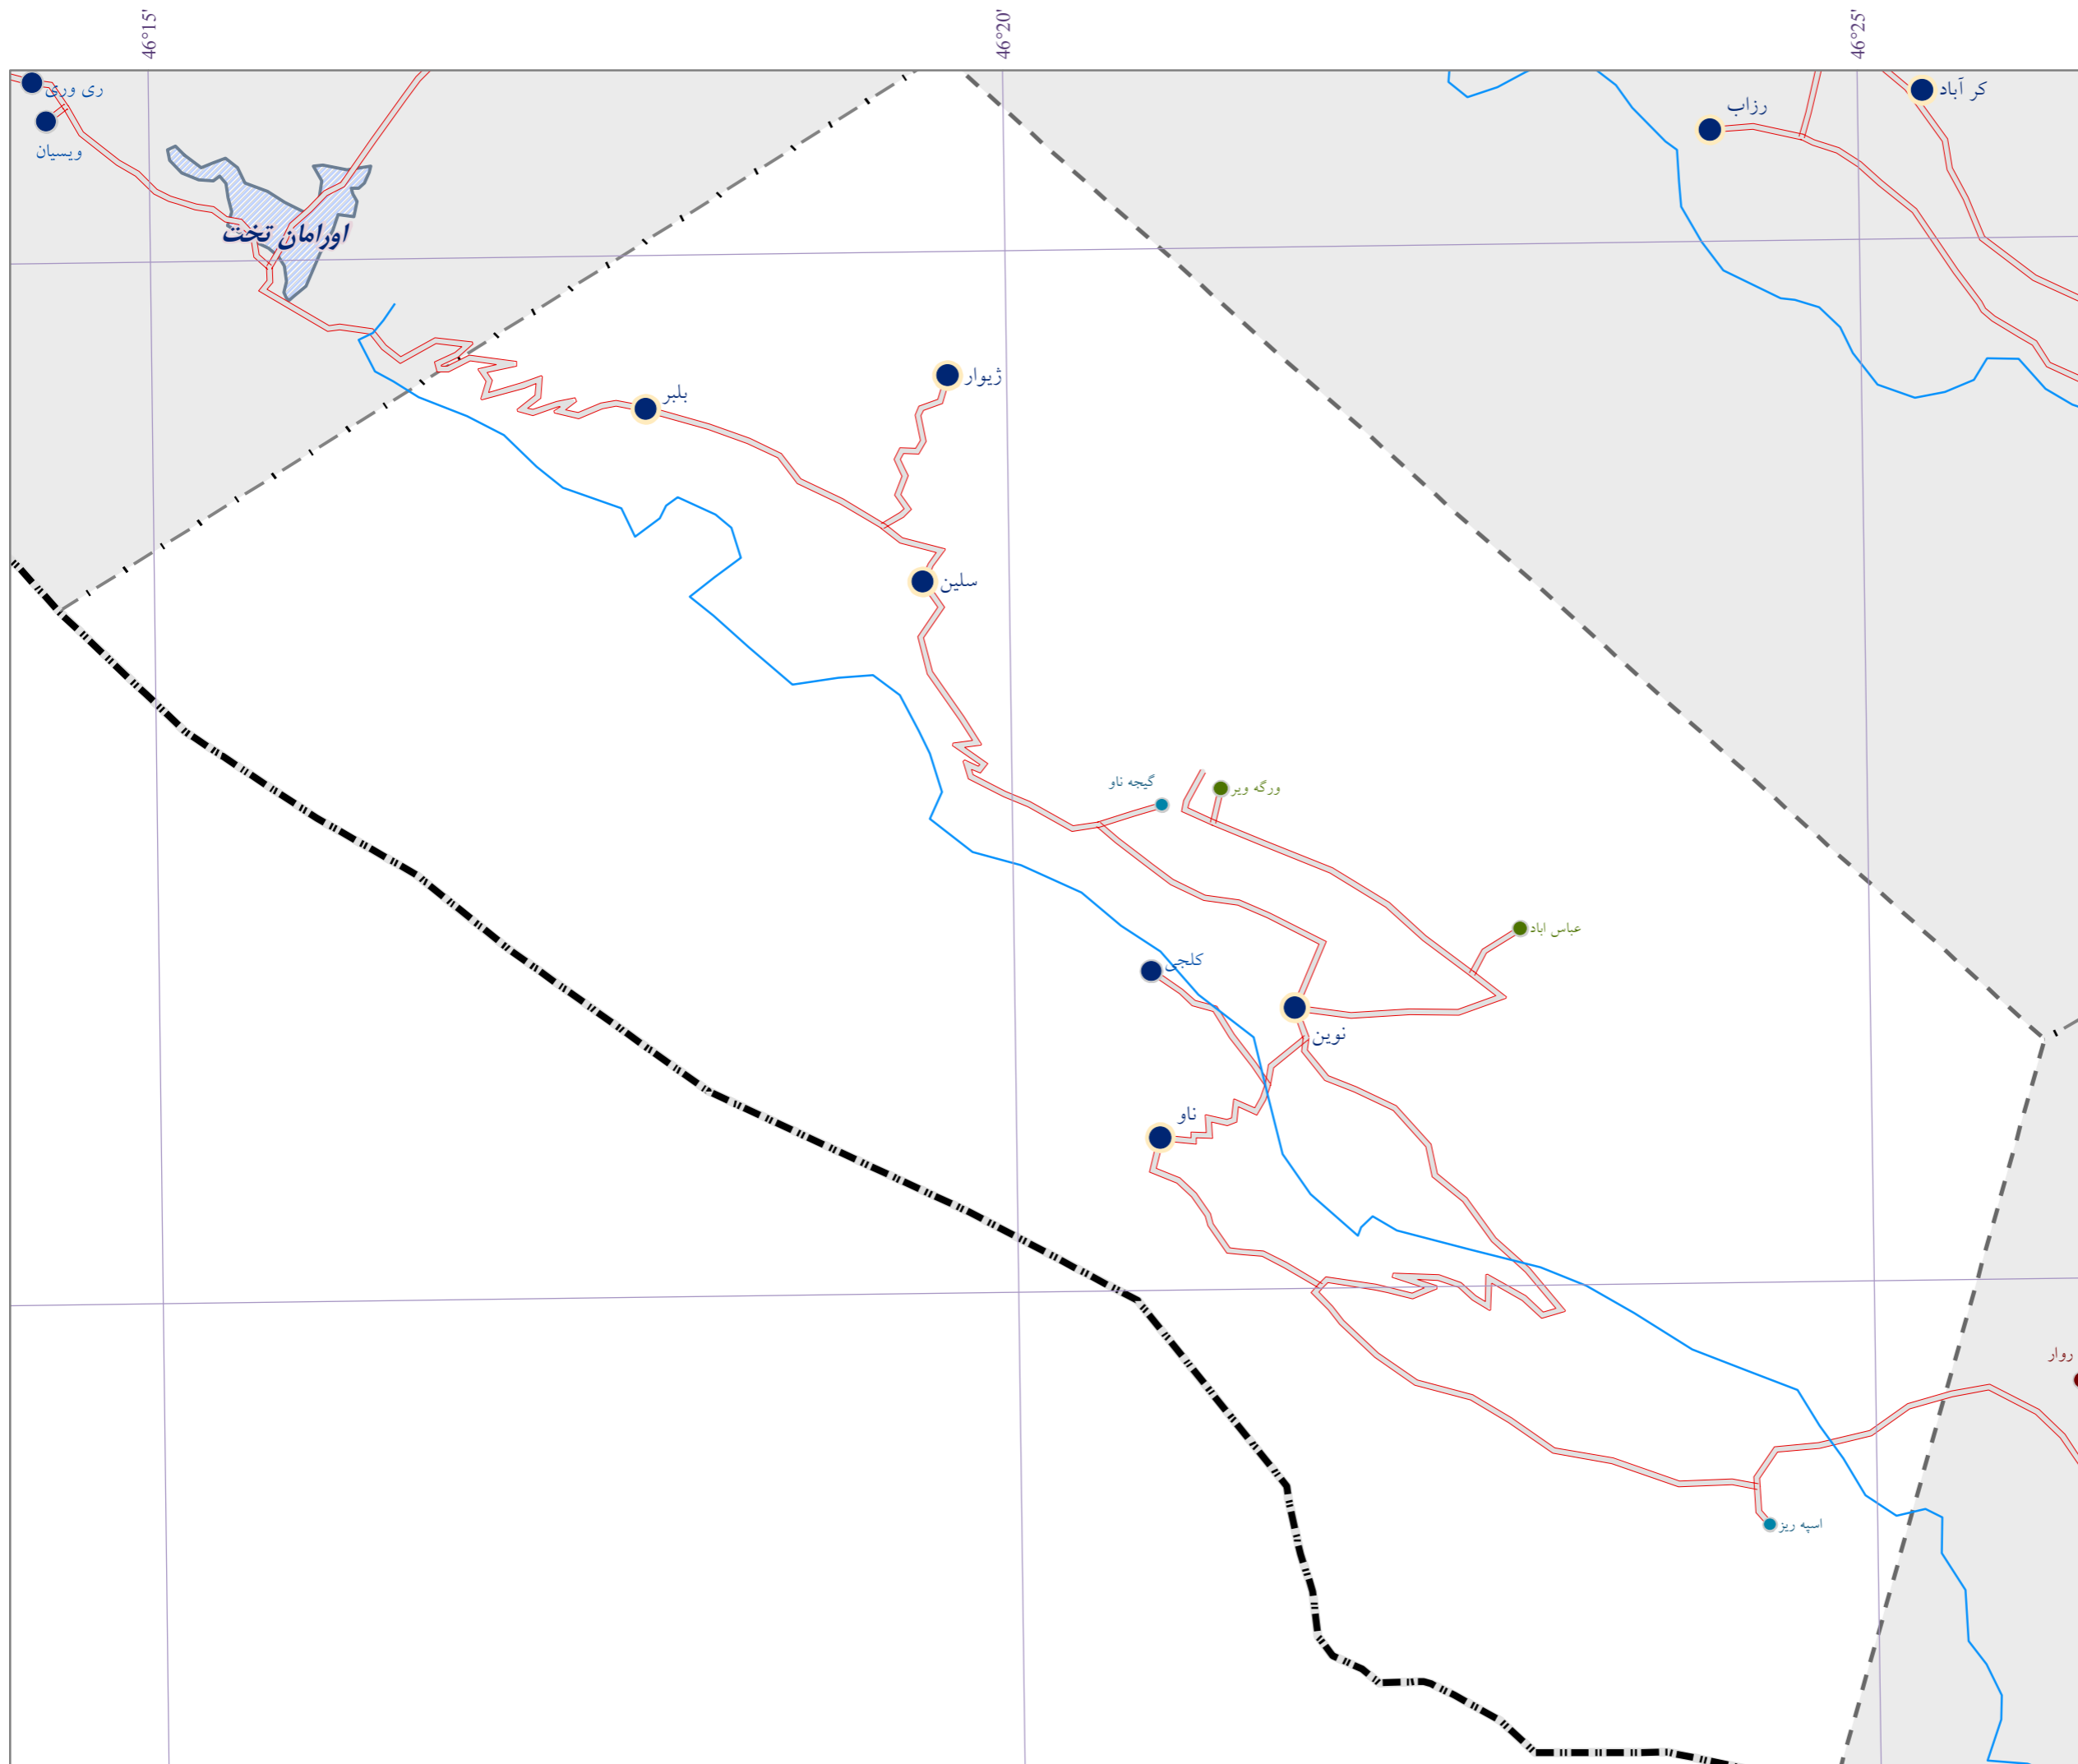 46°15'
46°20'
46°25'
ری وری
کر آباد
رزاب
ویسیان
اورامان تخت
ژیوار
بلبر
سلین
گیجه ناو
ورگه ویر
عباس اباد
کلجی
نوین
ناو
روار
اسپه ریز